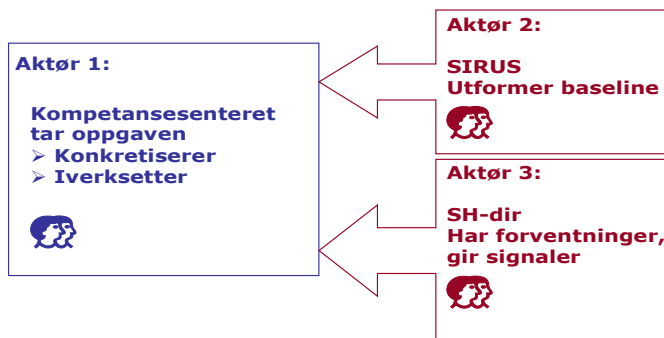 Aktør 1:
Kompetansesenteret
tar oppgaven
➢ Konkretiserer
➢ Iverksetter
Aktør 2:
SIRUS
Utformer baseline
Aktør 3:
SH-dir
Har forventninger,
gir signaler